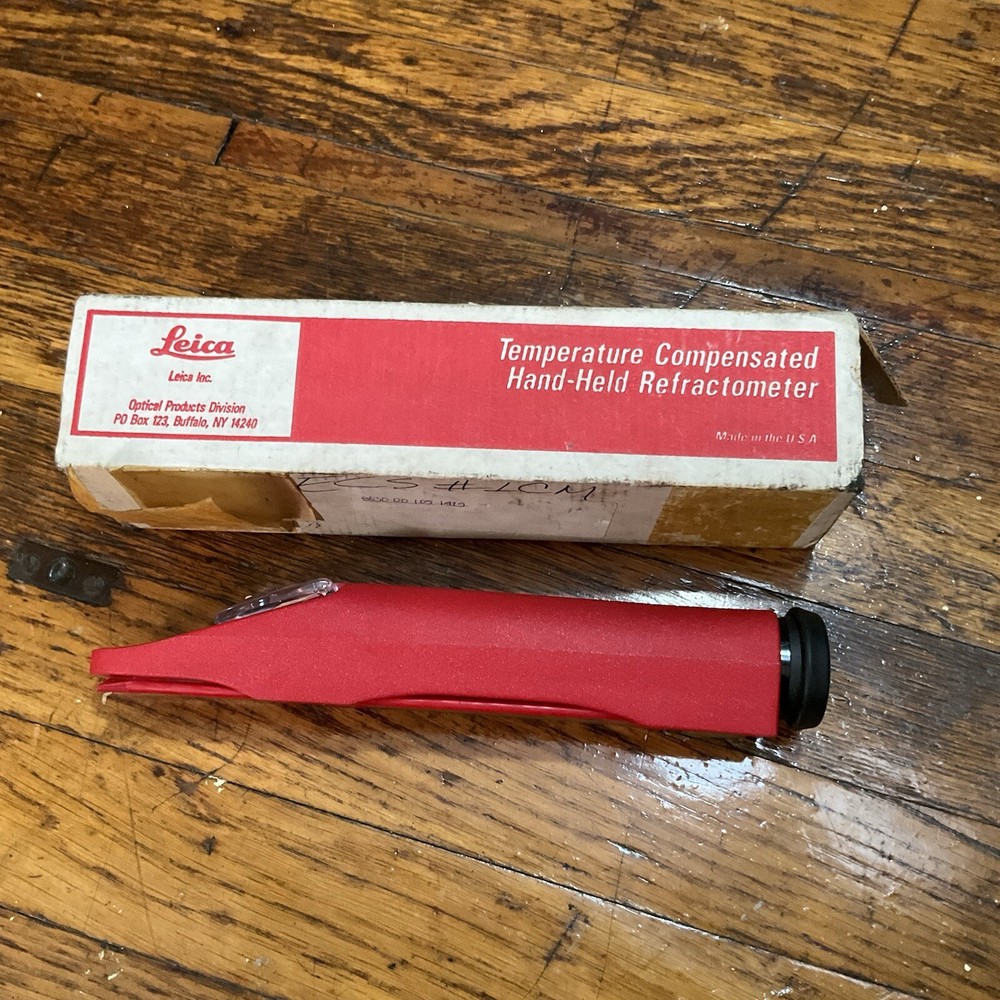 Leica
Leica Inc.
Optical Products Division
PO Box 123, Buffalo, NY 14240
Temperature Compensated
Hand-Held Refractometer
Made in the U S A